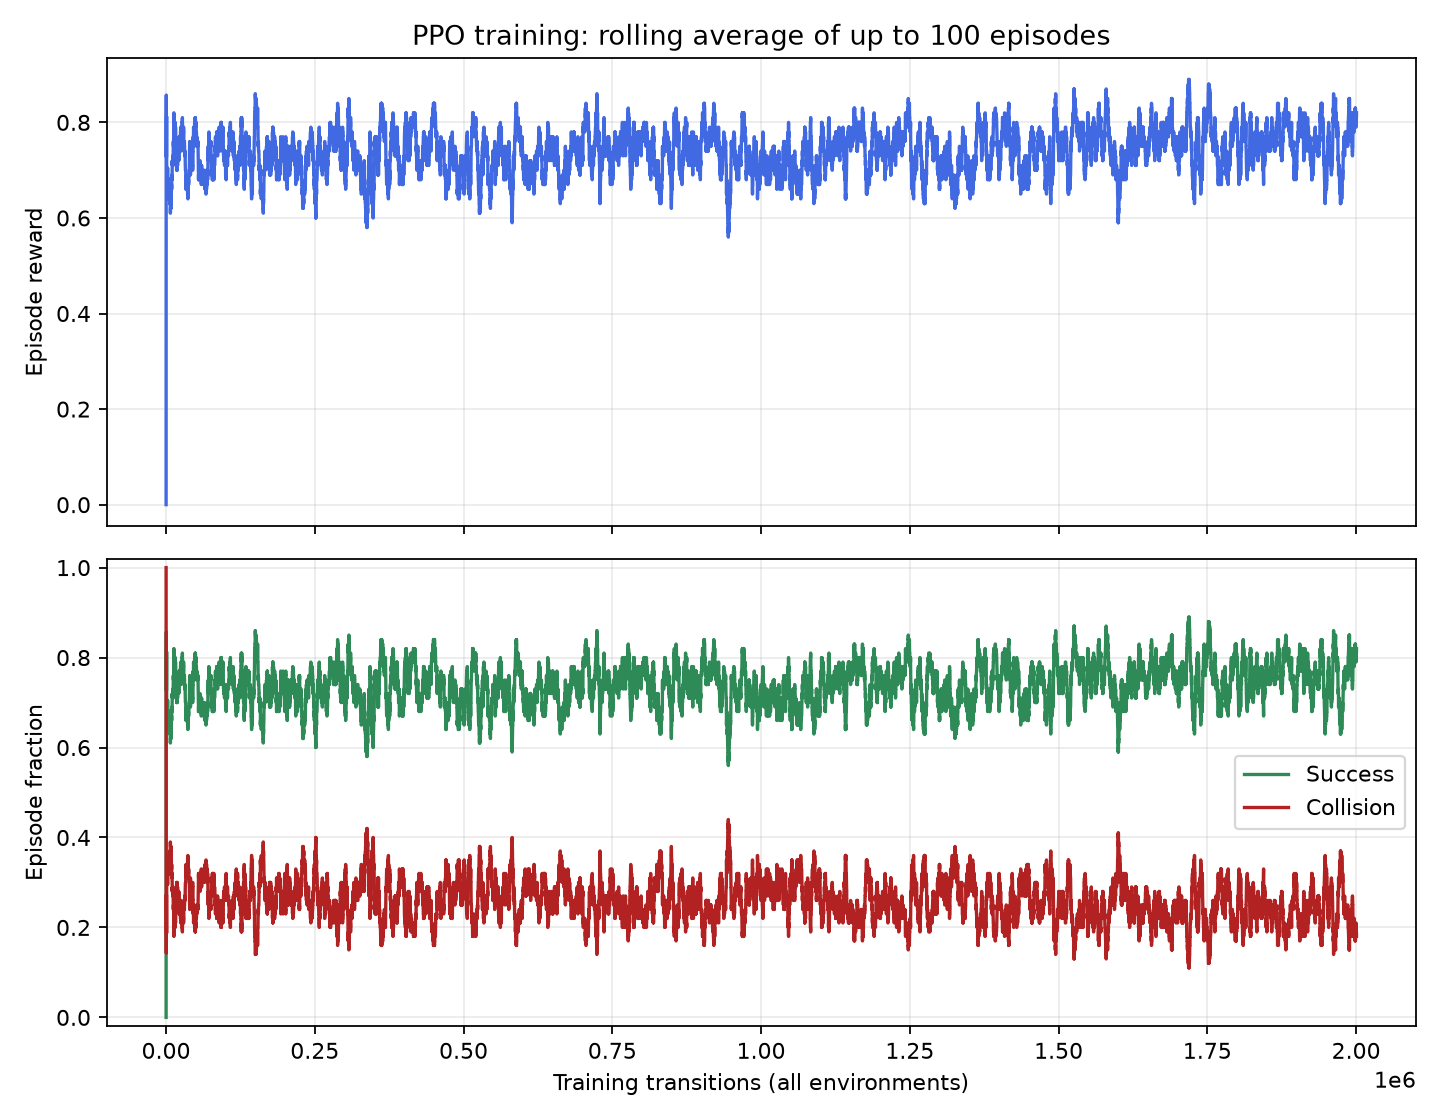 PPO training: rolling average of up to 100 episodes
Episode reward
0.8
0.6
0.4
0.2
0.0
Episode fraction
1.0
0.8
0.6
0.4
0.2
0.0
Success
Collision
0.00 0.25 0.50 0.75 1.00 1.25 1.50 1.75 2.00
1e6
Training transitions (all environments)